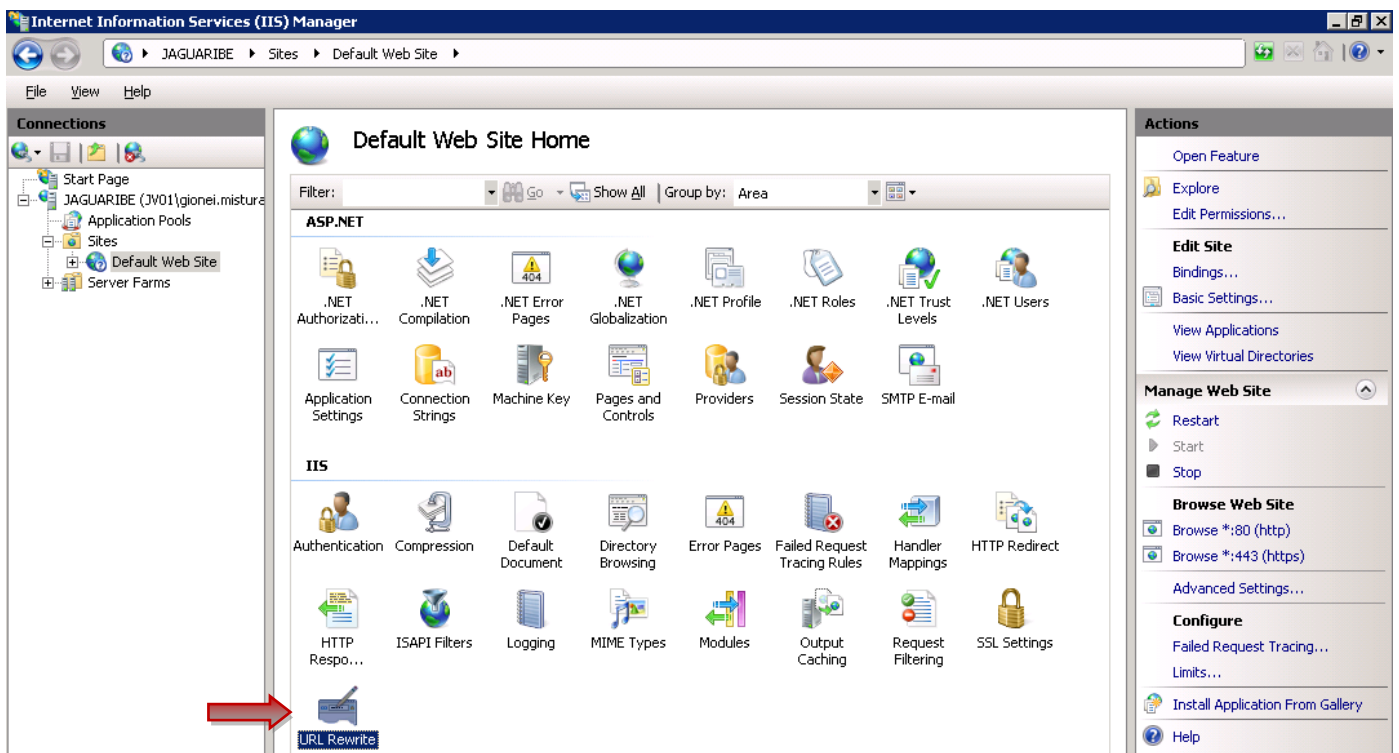 Internet Information Services (IIS) Manager
JAGUARIBE Sites Default Web Site
File View Help
Connections
Start Page
JAGUARIBE (JV01\gionei.mistura
Application Pools
Sites
Default Web Site
Server Farms
Default Web Site Home
Filter: Go Show All Group by: Area
ASP.NET
.NET Authorizati...
.NET Compilation
.NET Error Pages
.NET Globalization
.NET Profile
.NET Roles
.NET Trust Levels
.NET Users
Application Settings
Connection Strings
Machine Key
Pages and Controls
Providers
Session State
SMTP E-mail
IIS
Authentication
Compression
Default Document
Directory Browsing
Error Pages
Failed Request Tracing Rules
Handler Mappings
HTTP Redirect
HTTP Respo...
ISAPI Filters
Logging
MIME Types
Modules
Output Caching
Request Filtering
SSL Settings
URL Rewrite
404
ab
404
Actions
Open Feature
Explore
Edit Permissions...
Edit Site
Bindings...
Basic Settings...
View Applications
View Virtual Directories
Manage Web Site
Restart
Start
Stop
Browse Web Site
Browse *:80 (http)
Browse *:443 (https)
Advanced Settings...
Configure
Failed Request Tracing...
Limits...
Install Application From Gallery
Help